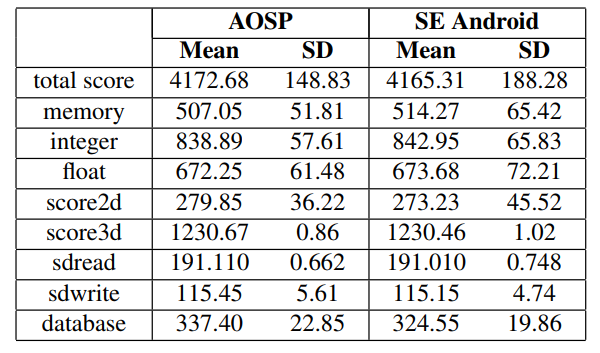 AOSP SE Android
Mean SD Mean SD
total score 4172.68 148.83 4165.31 188.28
memory 507.05 51.81 514.27 65.42
integer 838.89 57.61 842.95 65.83
float 672.25 61.48 673.68 72.21
score2d 279.85 36.22 273.23 45.52
score3d 1230.67 0.86 1230.46 1.02
sdread 191.110 0.662 191.010 0.748
sdwrite 115.45 5.61 115.15 4.74
database 337.40 22.85 324.55 19.86